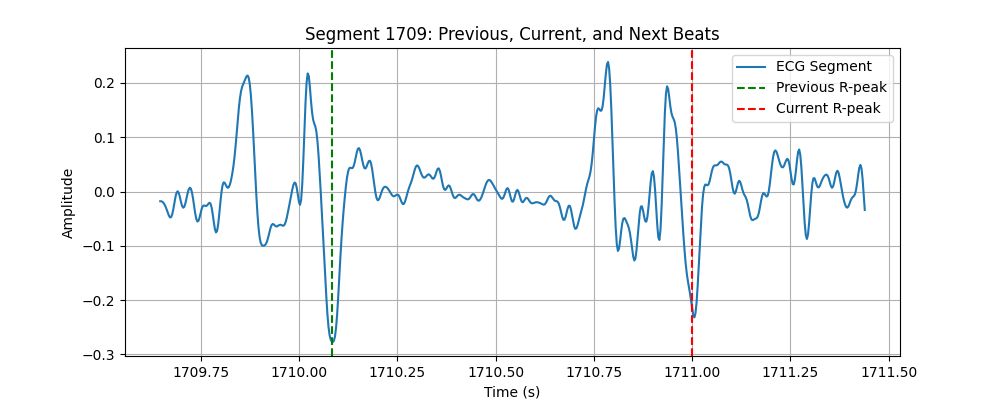 Segment 1709: Previous, Current, and Next Beats
ECG Segment
Previous R-peak
Current R-peak
Amplitude
0.2
0.1
0.0
−0.1
−0.2
−0.3
1709.75 1710.00 1710.25 1710.50 1710.75 1711.00 1711.25 1711.50
Time (s)